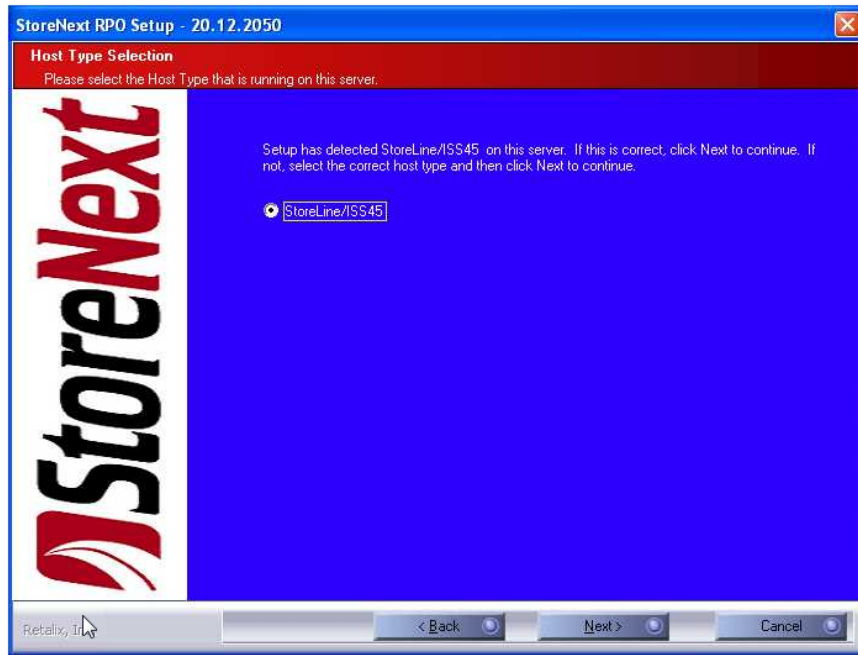 StoreNext RPO Setup - 20.12.2050
Host Type Selection
Please select the Host Type that is running on this server.
StoreNext
Setup has detected StoreLine/ISS45 on this server. If this is correct, click Next to continue. If
not, select the correct host type and then click Next to continue.
StoreLine/ISS45
Retalix,
< Back
Next >
Cancel